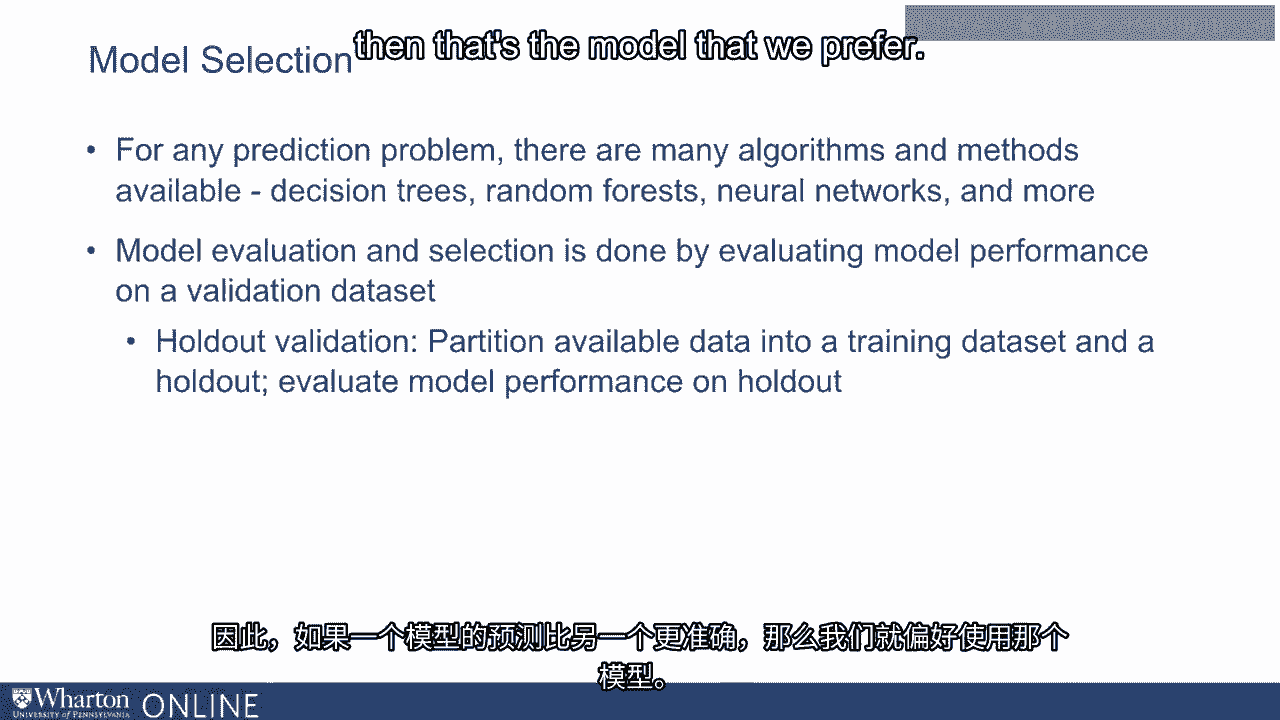 then that's the model that we prefer.
Model Selection
• For any prediction problem, there are many algorithms and methods
available - decision trees, random forests, neural networks, and more
• Model evaluation and selection is done by evaluating model performance
on a validation dataset
• Holdout validation: Partition available data into a training dataset and a
holdout; evaluate model performance on holdout
因此，如果一个模型的预测比另一个更准确，那么我们就偏好使用那个
模型。
Wharton ONLINE
UNIVERSITY of PENNSYLVANIA